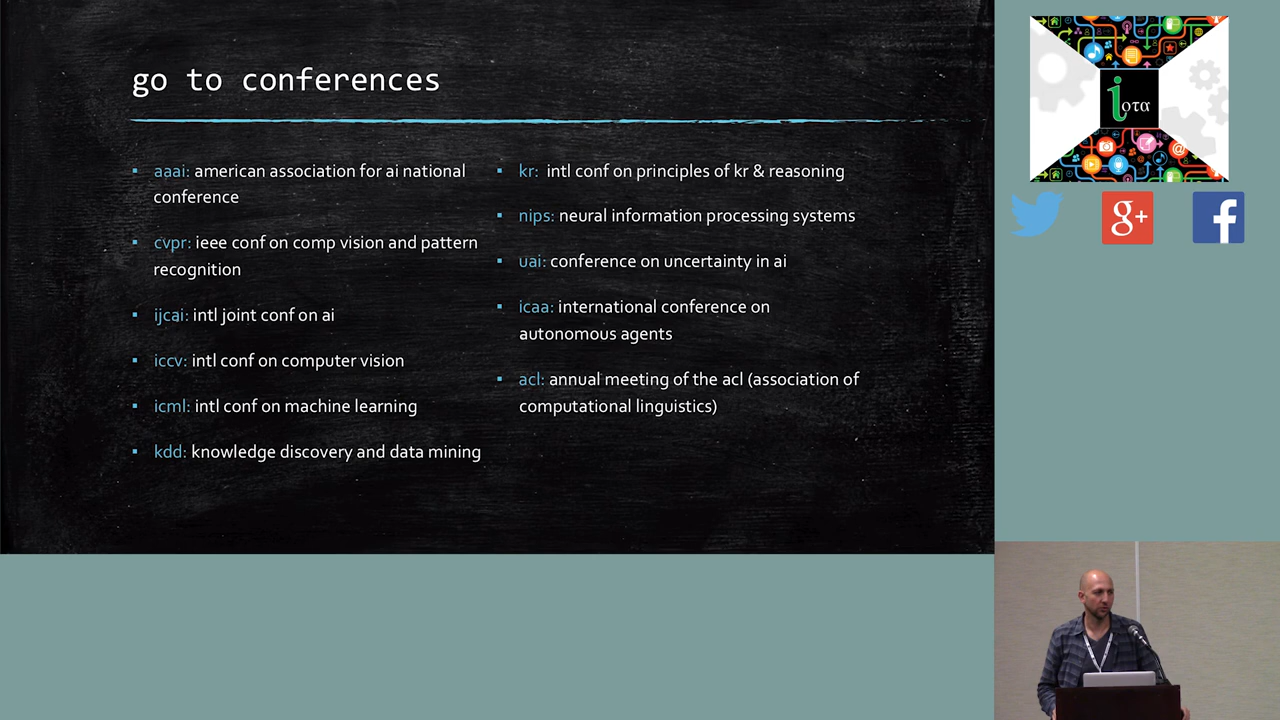 go to conferences
aaai: american association for ai national
conference
cvpr: ieee conf on comp vision and pattern
recognition
ijcai: intl joint conf on ai
iccv: intl conf on computer vision
icml: intl conf on machine learning
kdd: knowledge discovery and data mining
kr: intl conf on principles of kr & reasoning
nips: neural information processing systems
uai: conference on uncertainty in ai
icaa: international conference on
autonomous agents
acl: annual meeting of the acl (association of
computational linguistics)
iοτα
g+
f